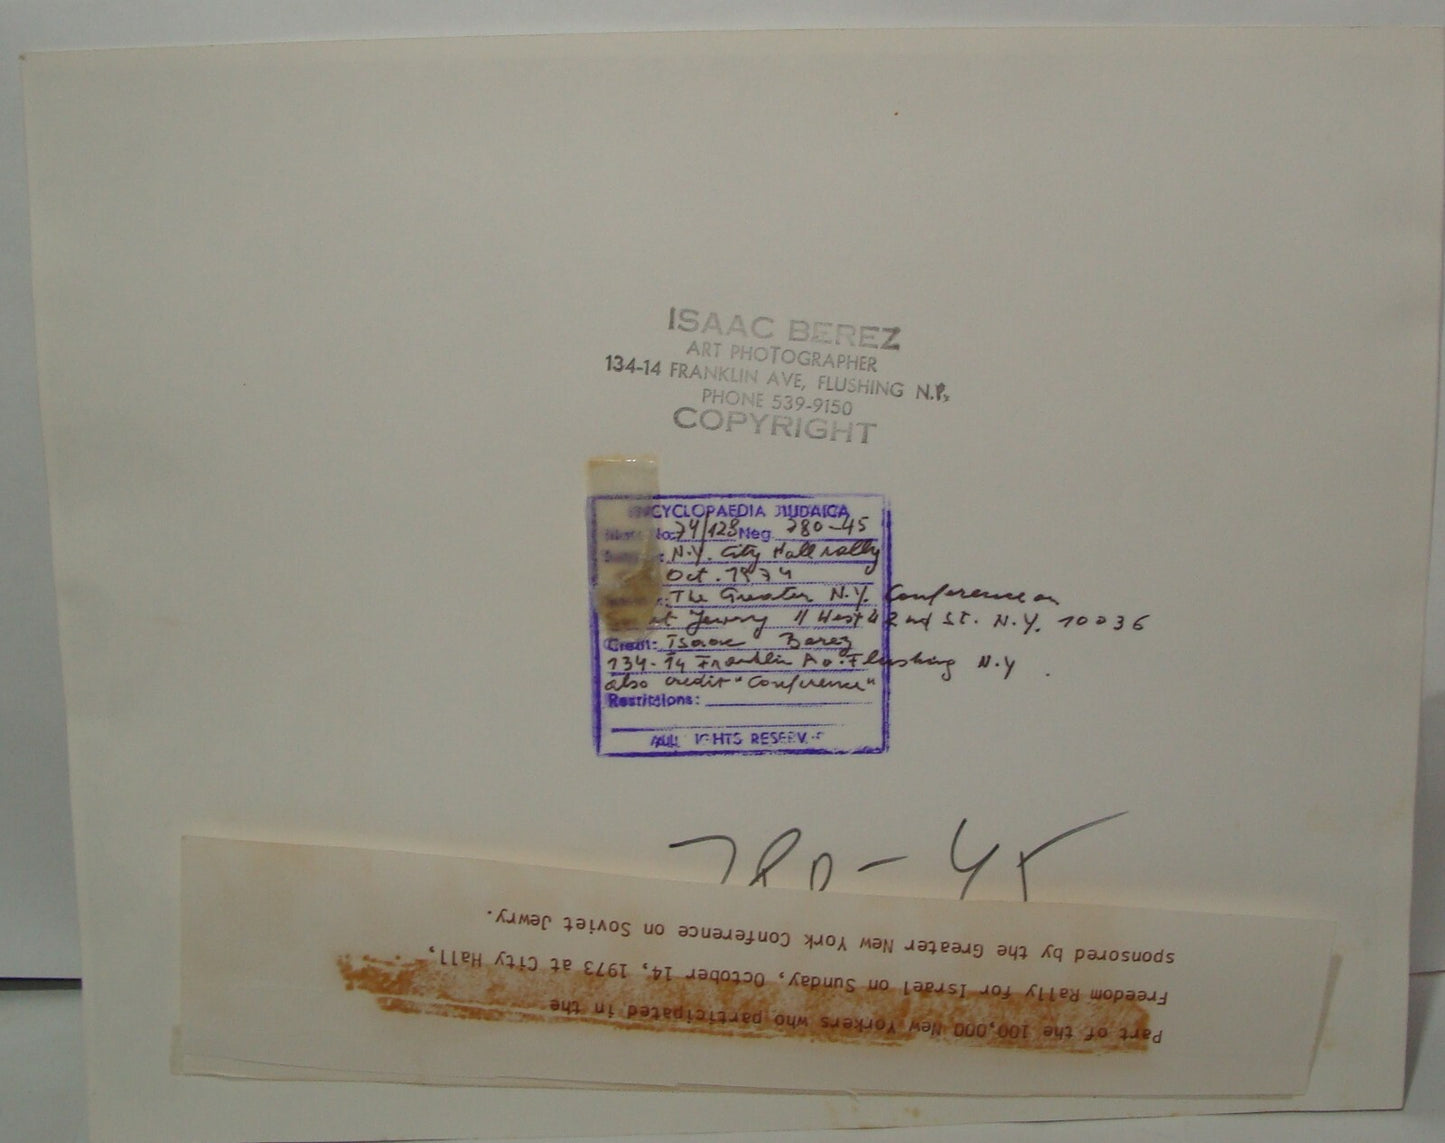 ISAAC BEREZ
ART PHOTOGRAPHER
134-14 FRANKLIN AVE, FLUSHING N.Y.
PHONE 539-9150
COPYRIGHT
ENCYCLOPAEDIA JUDAICA
No: 74/128 Neg. 780-45
N.Y. City Hall rally
Oct. 1974
The Greater N.Y. Conference on
Jewry 11 West 42nd St. N.Y. 10036
Credit: Isaac Berez
134-14 Franklin Av. Flushing N.Y.
also credit "Conference"
Restrictions:
ALL RIGHTS RESERVED
780-45
Part of the 100,000 New Yorkers who participated in the
Freedom Rally for Israel on Sunday, October 14, 1973 at City Hall,
sponsored by the Greater New York Conference on Soviet Jewry.